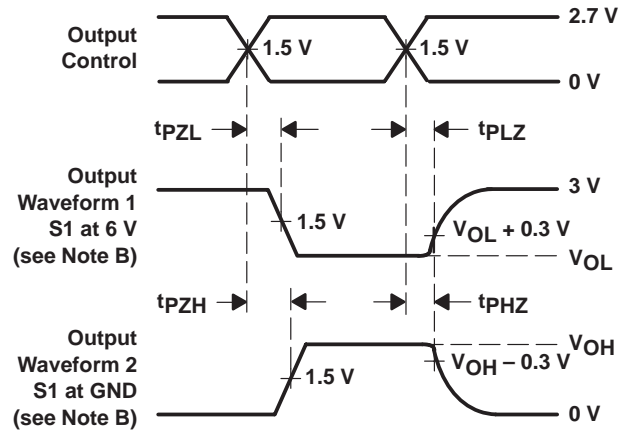 2.7 V
Output
Control
1.5 V
1.5 V
0 V
tPZL
tPLZ
Output
Waveform 1
S1 at 6 V
(see Note B)
3 V
1.5 V
VOL + 0.3 V
VOL
tPZH
tPHZ
Output
Waveform 2
S1 at GND
(see Note B)
VOH
VOH – 0.3 V
1.5 V
0 V